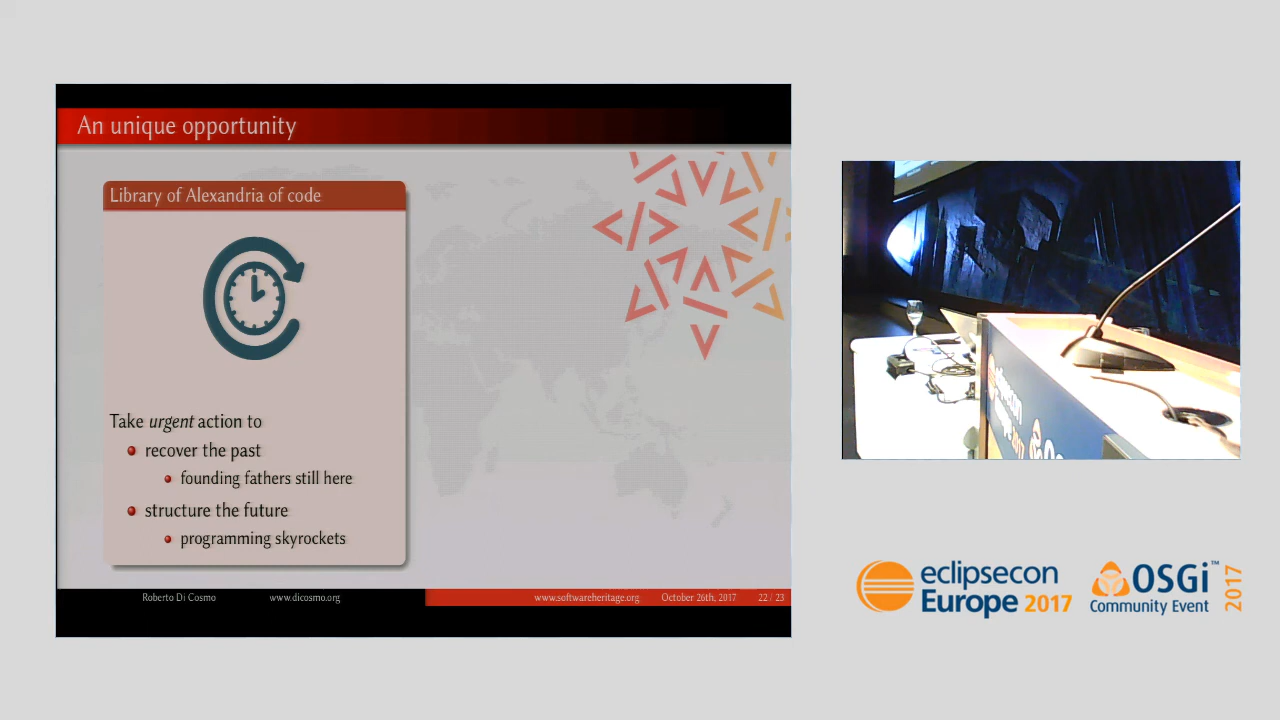 An unique opportunity
Library of Alexandria of code
Take urgent action to
recover the past
founding fathers still here
structure the future
programming skyrockets
Roberto Di Cosmo www.dicosmo.org www.softwareheritage.org October 26th, 2017 22 / 23
eclipsecon
Europe 2017
OSGi™
Community Event
2017